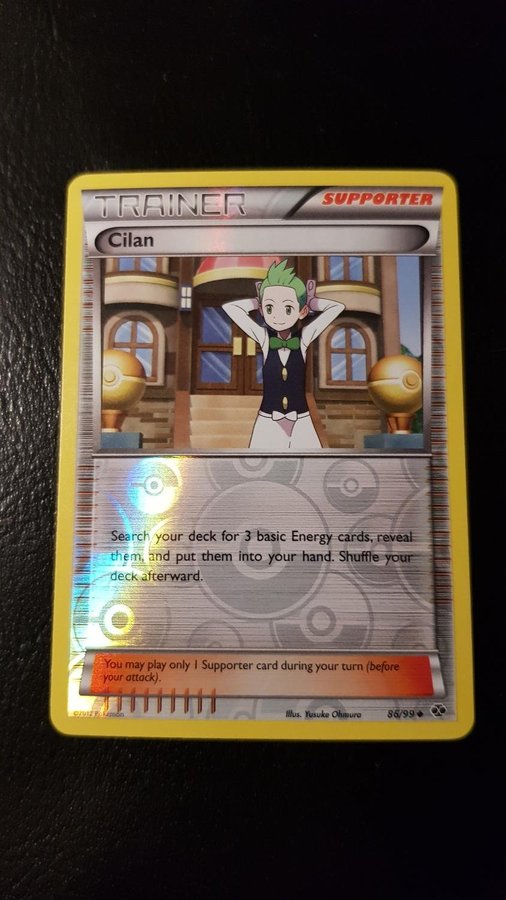 TRAINER SUPPORTER
Cilan
Search your deck for 3 basic Energy cards, reveal
them, and put them into your hand. Shuffle your
deck afterward.
You may play only 1 Supporter card during your turn (before
your attack).
©2012 Pokémon Illus. Yusuke Ohmura 86/99